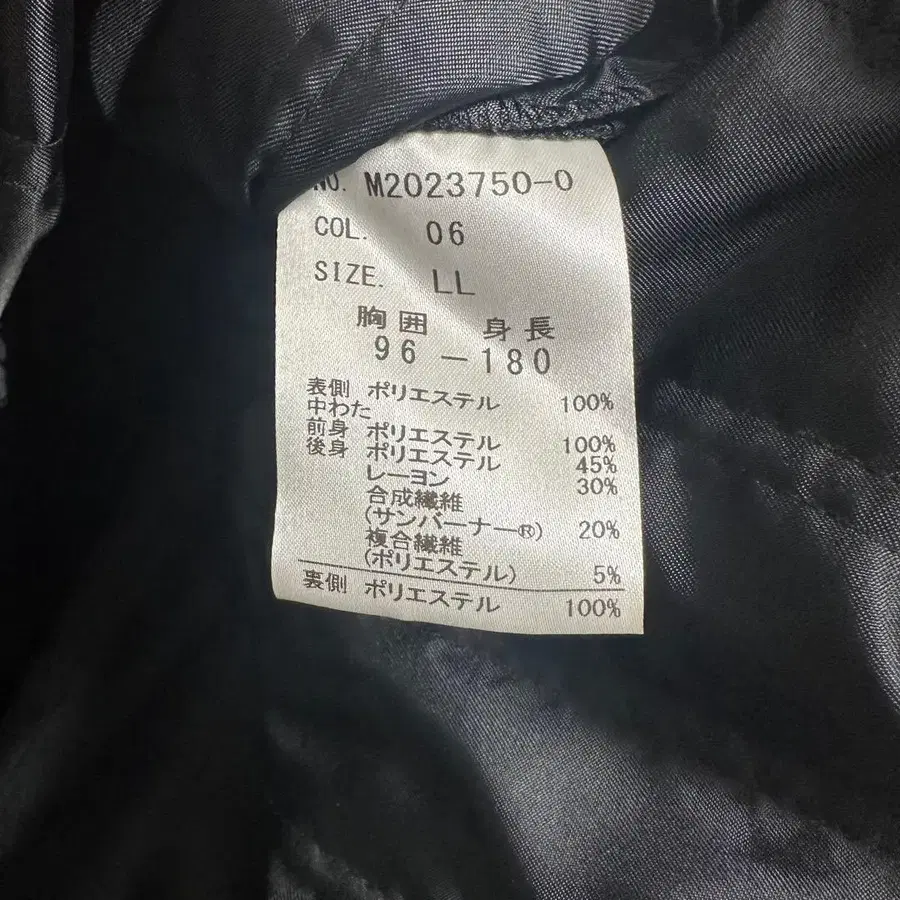 NO. M2023750-0
COL. 06
SIZE. LL
胸囲 身長
96-180
表側 ポリエステル 100%
中わた
前身 ポリエステル 100%
後身 ポリエステル 45%
レーヨン 30%
合成繊維
(サンバーナー®) 20%
複合繊維
(ポリエステル) 5%
裏側 ポリエステル 100%